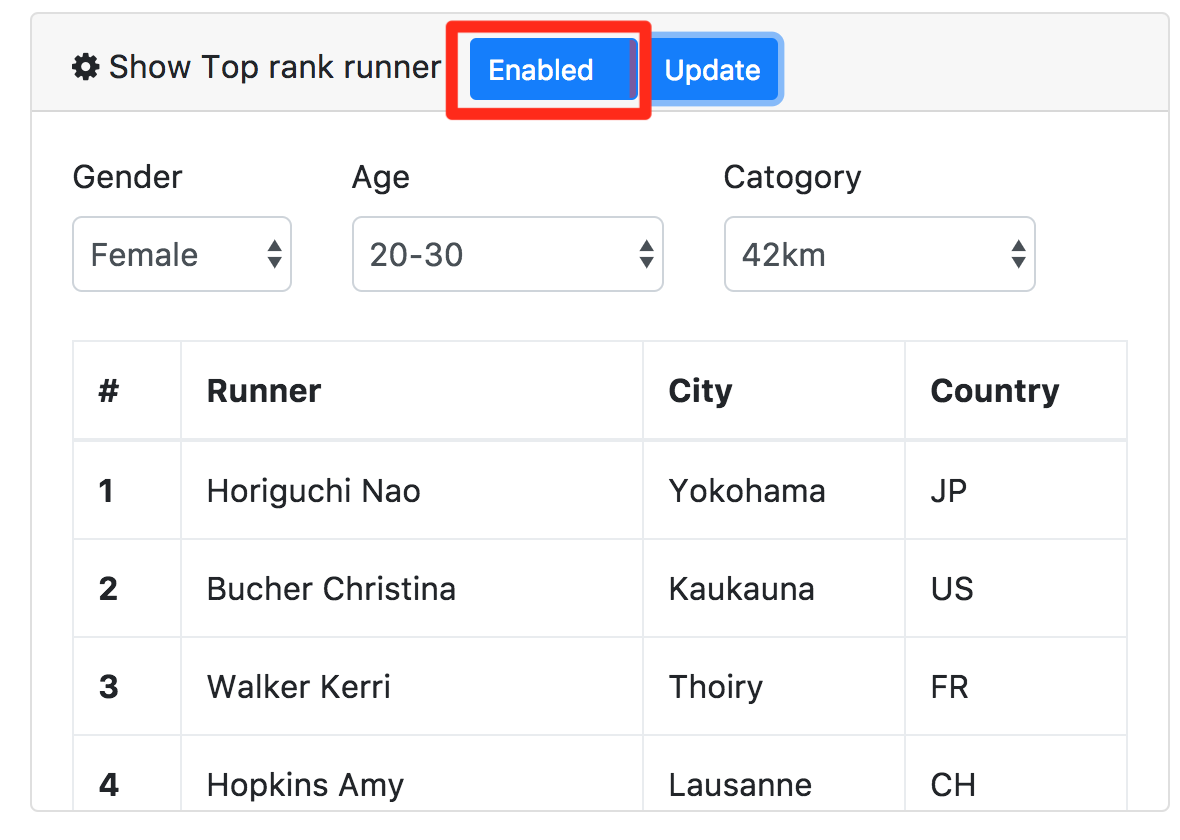 Show Top rank runner Enabled Update
Gender Age Catogory
Female 20-30 42km
# Runner City Country
1 Horiguchi Nao Yokohama JP
2 Bucher Christina Kaukauna US
3 Walker Kerri Thoiry FR
4 Hopkins Amy Lausanne CH